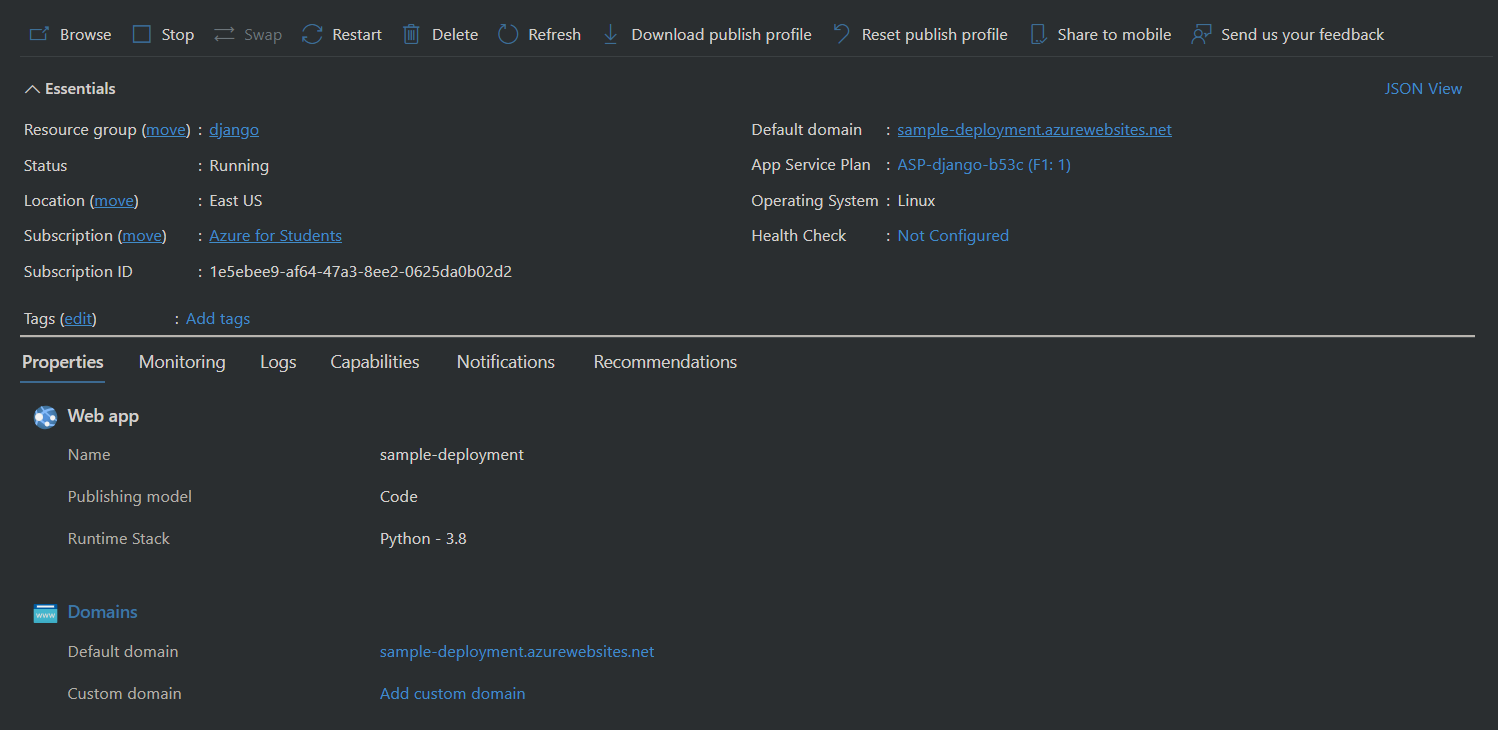 Browse Stop Swap Restart Delete Refresh Download publish profile Reset publish profile Share to mobile Send us your feedback
Essentials JSON View
Resource group (move) : django Default domain : sample-deployment.azurewebsites.net
Status : Running App Service Plan : ASP-django-b53c (F1: 1)
Location (move) : East US Operating System : Linux
Subscription (move) : Azure for Students Health Check : Not Configured
Subscription ID : 1e5ebee9-af64-47a3-8ee2-0625da0b02d2
Tags (edit) : Add tags
Properties Monitoring Logs Capabilities Notifications Recommendations
Web app
Name sample-deployment
Publishing model Code
Runtime Stack Python - 3.8
www Domains
Default domain sample-deployment.azurewebsites.net
Custom domain Add custom domain